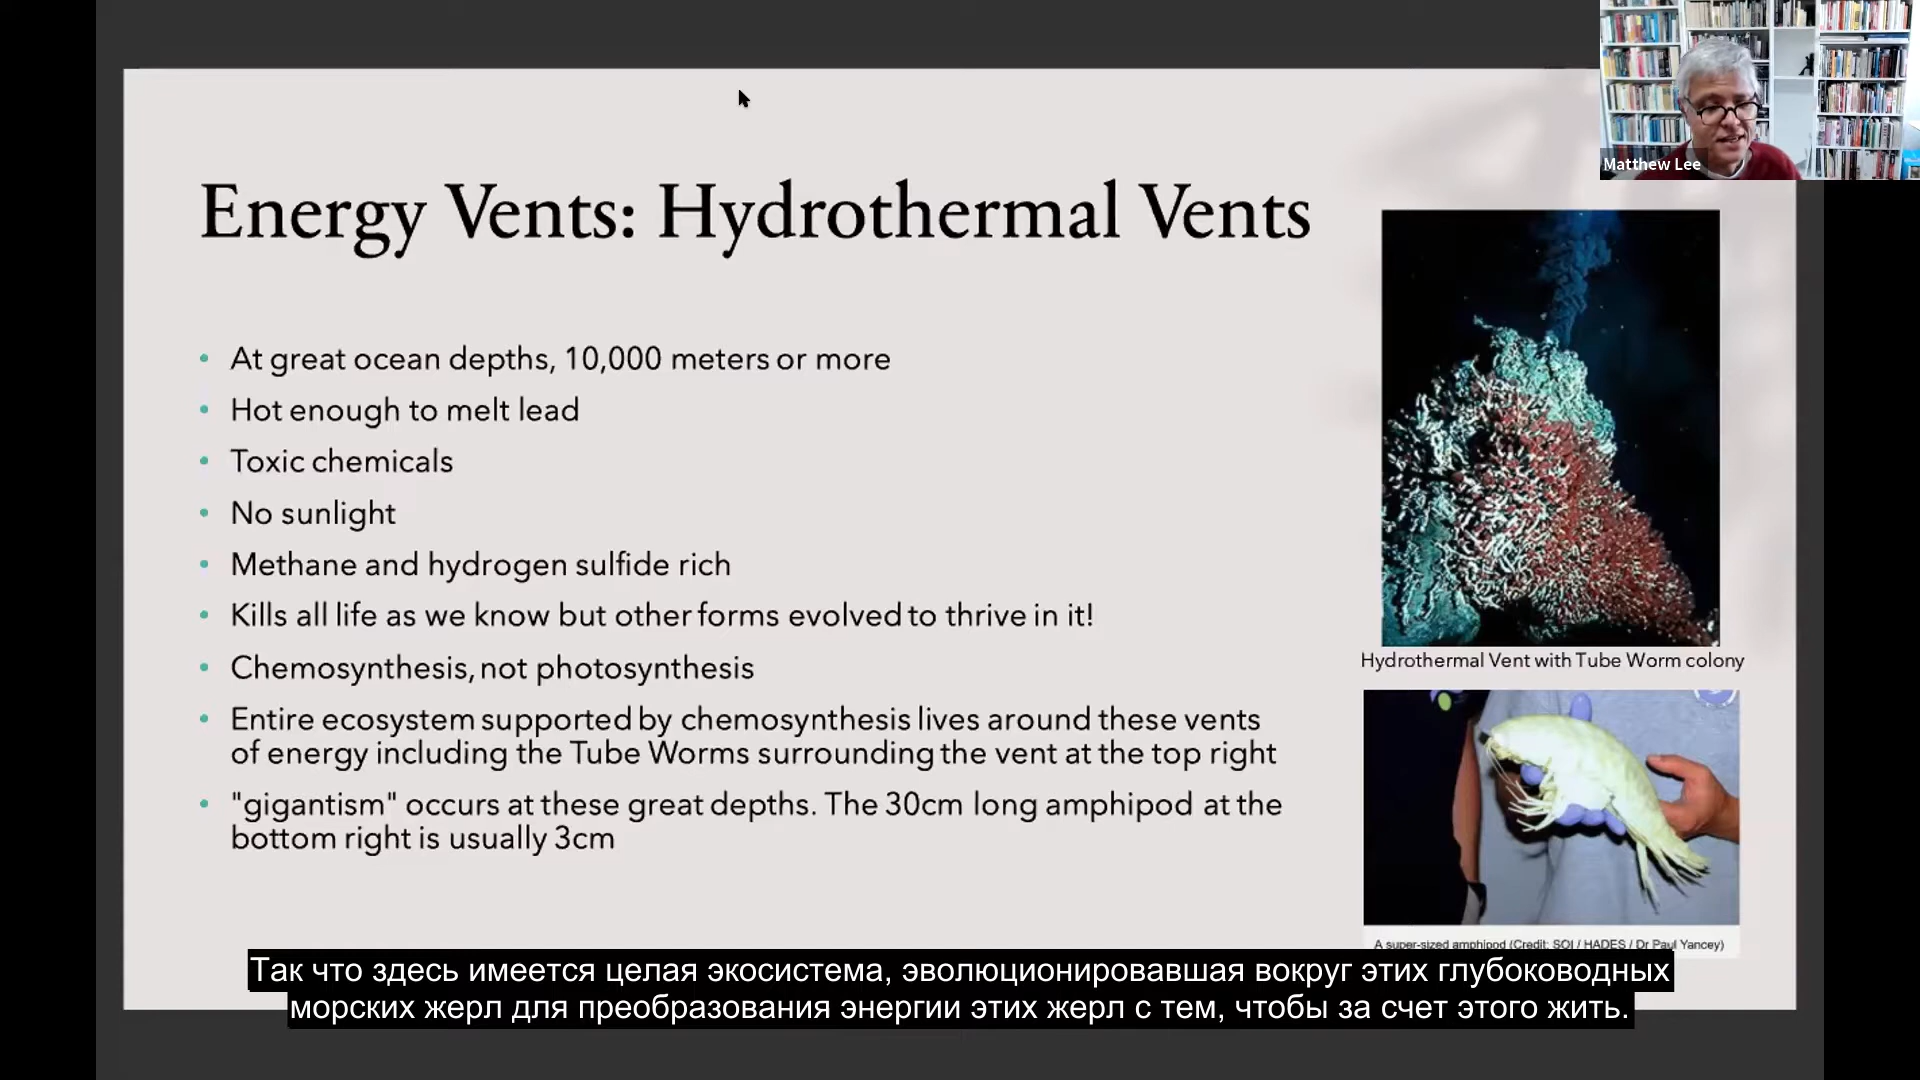 Matthew Lee
Energy Vents: Hydrothermal Vents
• At great ocean depths, 10,000 meters or more
• Hot enough to melt lead
• Toxic chemicals
• No sunlight
• Methane and hydrogen sulfide rich
• Kills all life as we know but other forms evolved to thrive in it!
• Chemosynthesis, not photosynthesis
• Entire ecosystem supported by chemosynthesis lives around these vents
of energy including the Tube Worms surrounding the vent at the top right
• "gigantism" occurs at these great depths. The 30cm long amphipod at the
bottom right is usually 3cm
Hydrothermal Vent with Tube Worm colony
A super-sized amphipod (Credit: SOI / HADES / Dr Paul Yancey)
Так что здесь имеется целая экосистема, эволюционировавшая вокруг этих глубоководных
морских жерл для преобразования энергии этих жерл с тем, чтобы за счет этого жить.